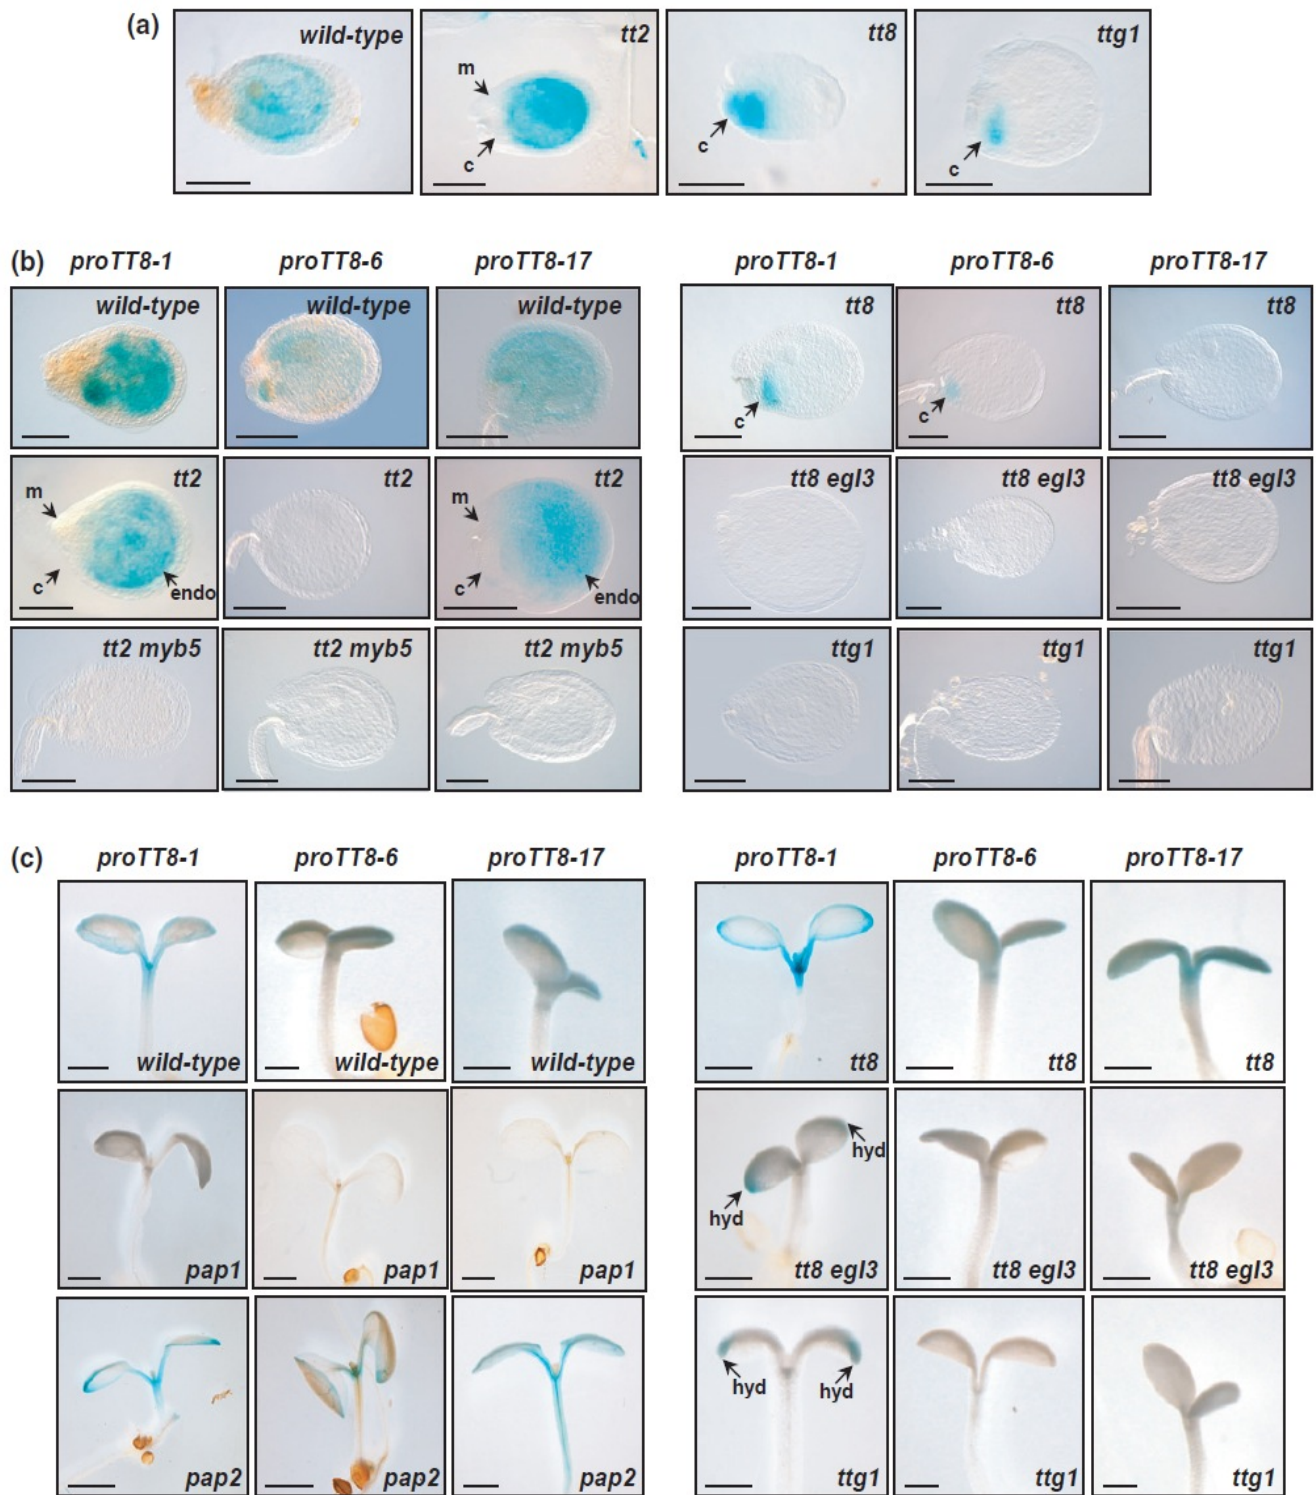 (a) wild-type tt2 tt8 ttg1
m
c c c
(b) proTT8-1 proTT8-6 proTT8-17 proTT8-1 proTT8-6 proTT8-17
wild-type wild-type wild-type tt8 tt8 tt8
c c
tt2 tt2 tt2 tt8 egl3 tt8 egl3 tt8 egl3
m m
c endo c endo
tt2 myb5 tt2 myb5 tt2 myb5 ttg1 ttg1 ttg1
(c) proTT8-1 proTT8-6 proTT8-17 proTT8-1 proTT8-6 proTT8-17
wild-type wild-type wild-type tt8 tt8 tt8
hyd
hyd
pap1 pap1 pap1 tt8 egl3 tt8 egl3 tt8 egl3
hyd hyd
pap2 pap2 pap2 ttg1 ttg1 ttg1